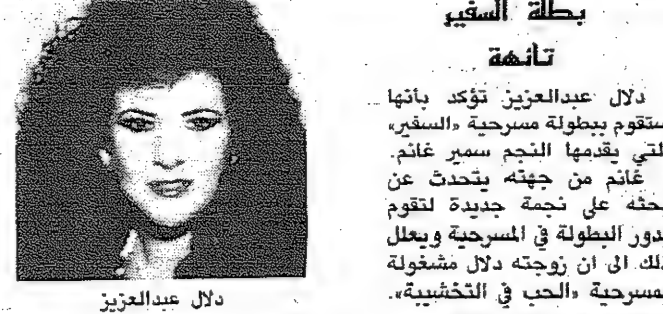 بطلة السفير
تائهة
دلال عبدالعزيز تؤكد بأنها
ستقوم ببطولة مسرحية «السفير»
التي يقدمها النجم سمير غانم.
غانم من جهته يتحدث عن
بحثه على نجمة جديدة لتقوم
بدور البطولة في المسرحية ويعلل
ذلك الى ان زوجته دلال مشغولة
بمسرحية «الحب في التخشيبة».
دلال عبدالعزيز